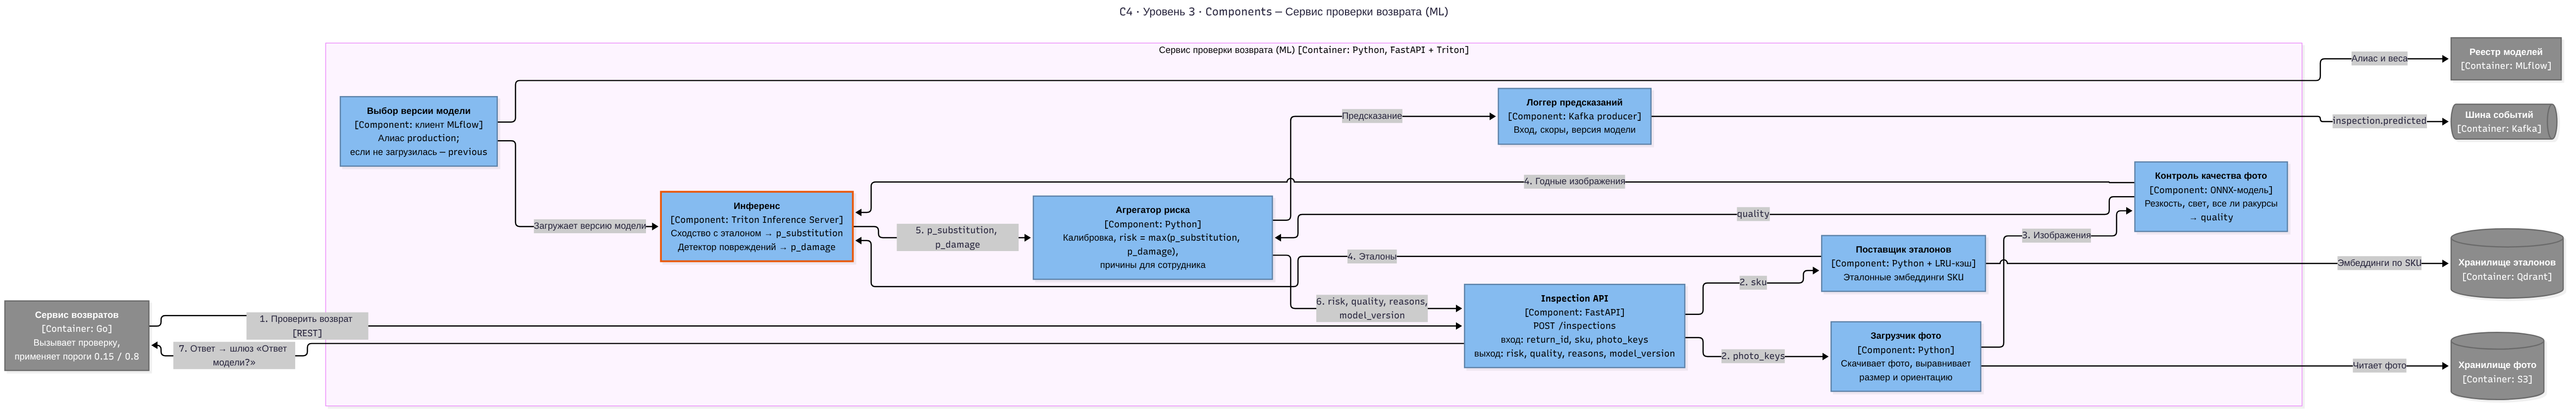 C4 · Уровень 3 · Components — Сервис проверки возврата (ML)
Сервис проверки возврата (ML) [Container: Python, FastAPI + Triton]
Реестр моделей
[Container: MLflow]
Алиас и веса
Выбор версии модели
[Component: клиент MLflow]
Алиас production;
если не загрузилась — previous
Логгер предсказаний
[Component: Kafka producer]
Вход, скоры, версия модели
Предсказание
inspection.predicted
Шина событий
[Container: Kafka]
Контроль качества фото
[Component: ONNX-модель]
Резкость, свет, все ли ракурсы
→ quality
4. Годные изображения
quality
Загружает версию модели
Инференс
[Component: Triton Inference Server]
Сходство с эталоном → p_substitution
Детектор повреждений → p_damage
5. p_substitution,
p_damage
Агрегатор риска
[Component: Python]
Калибровка, risk = max(p_substitution,
p_damage),
причины для сотрудника
3. Изображения
4. Эталоны
Поставщик эталонов
[Component: Python + LRU-кэш]
Эталонные эмбеддинги SKU
Эмбеддинги по SKU
Хранилище эталонов
[Container: Qdrant]
2. sku
6. risk, quality, reasons,
model_version
Inspection API
[Component: FastAPI]
POST /inspections
вход: return_id, sku, photo_keys
выход: risk, quality, reasons, model_version
Сервис возвратов
[Container: Go]
Вызывает проверку,
применяет пороги 0.15 / 0.8
1. Проверить возврат
[REST]
7. Ответ → шлюз «Ответ
модели?»
2. photo_keys
Загрузчик фото
[Component: Python]
Скачивает фото, выравнивает
размер и ориентацию
Читает фото
Хранилище фото
[Container: S3]